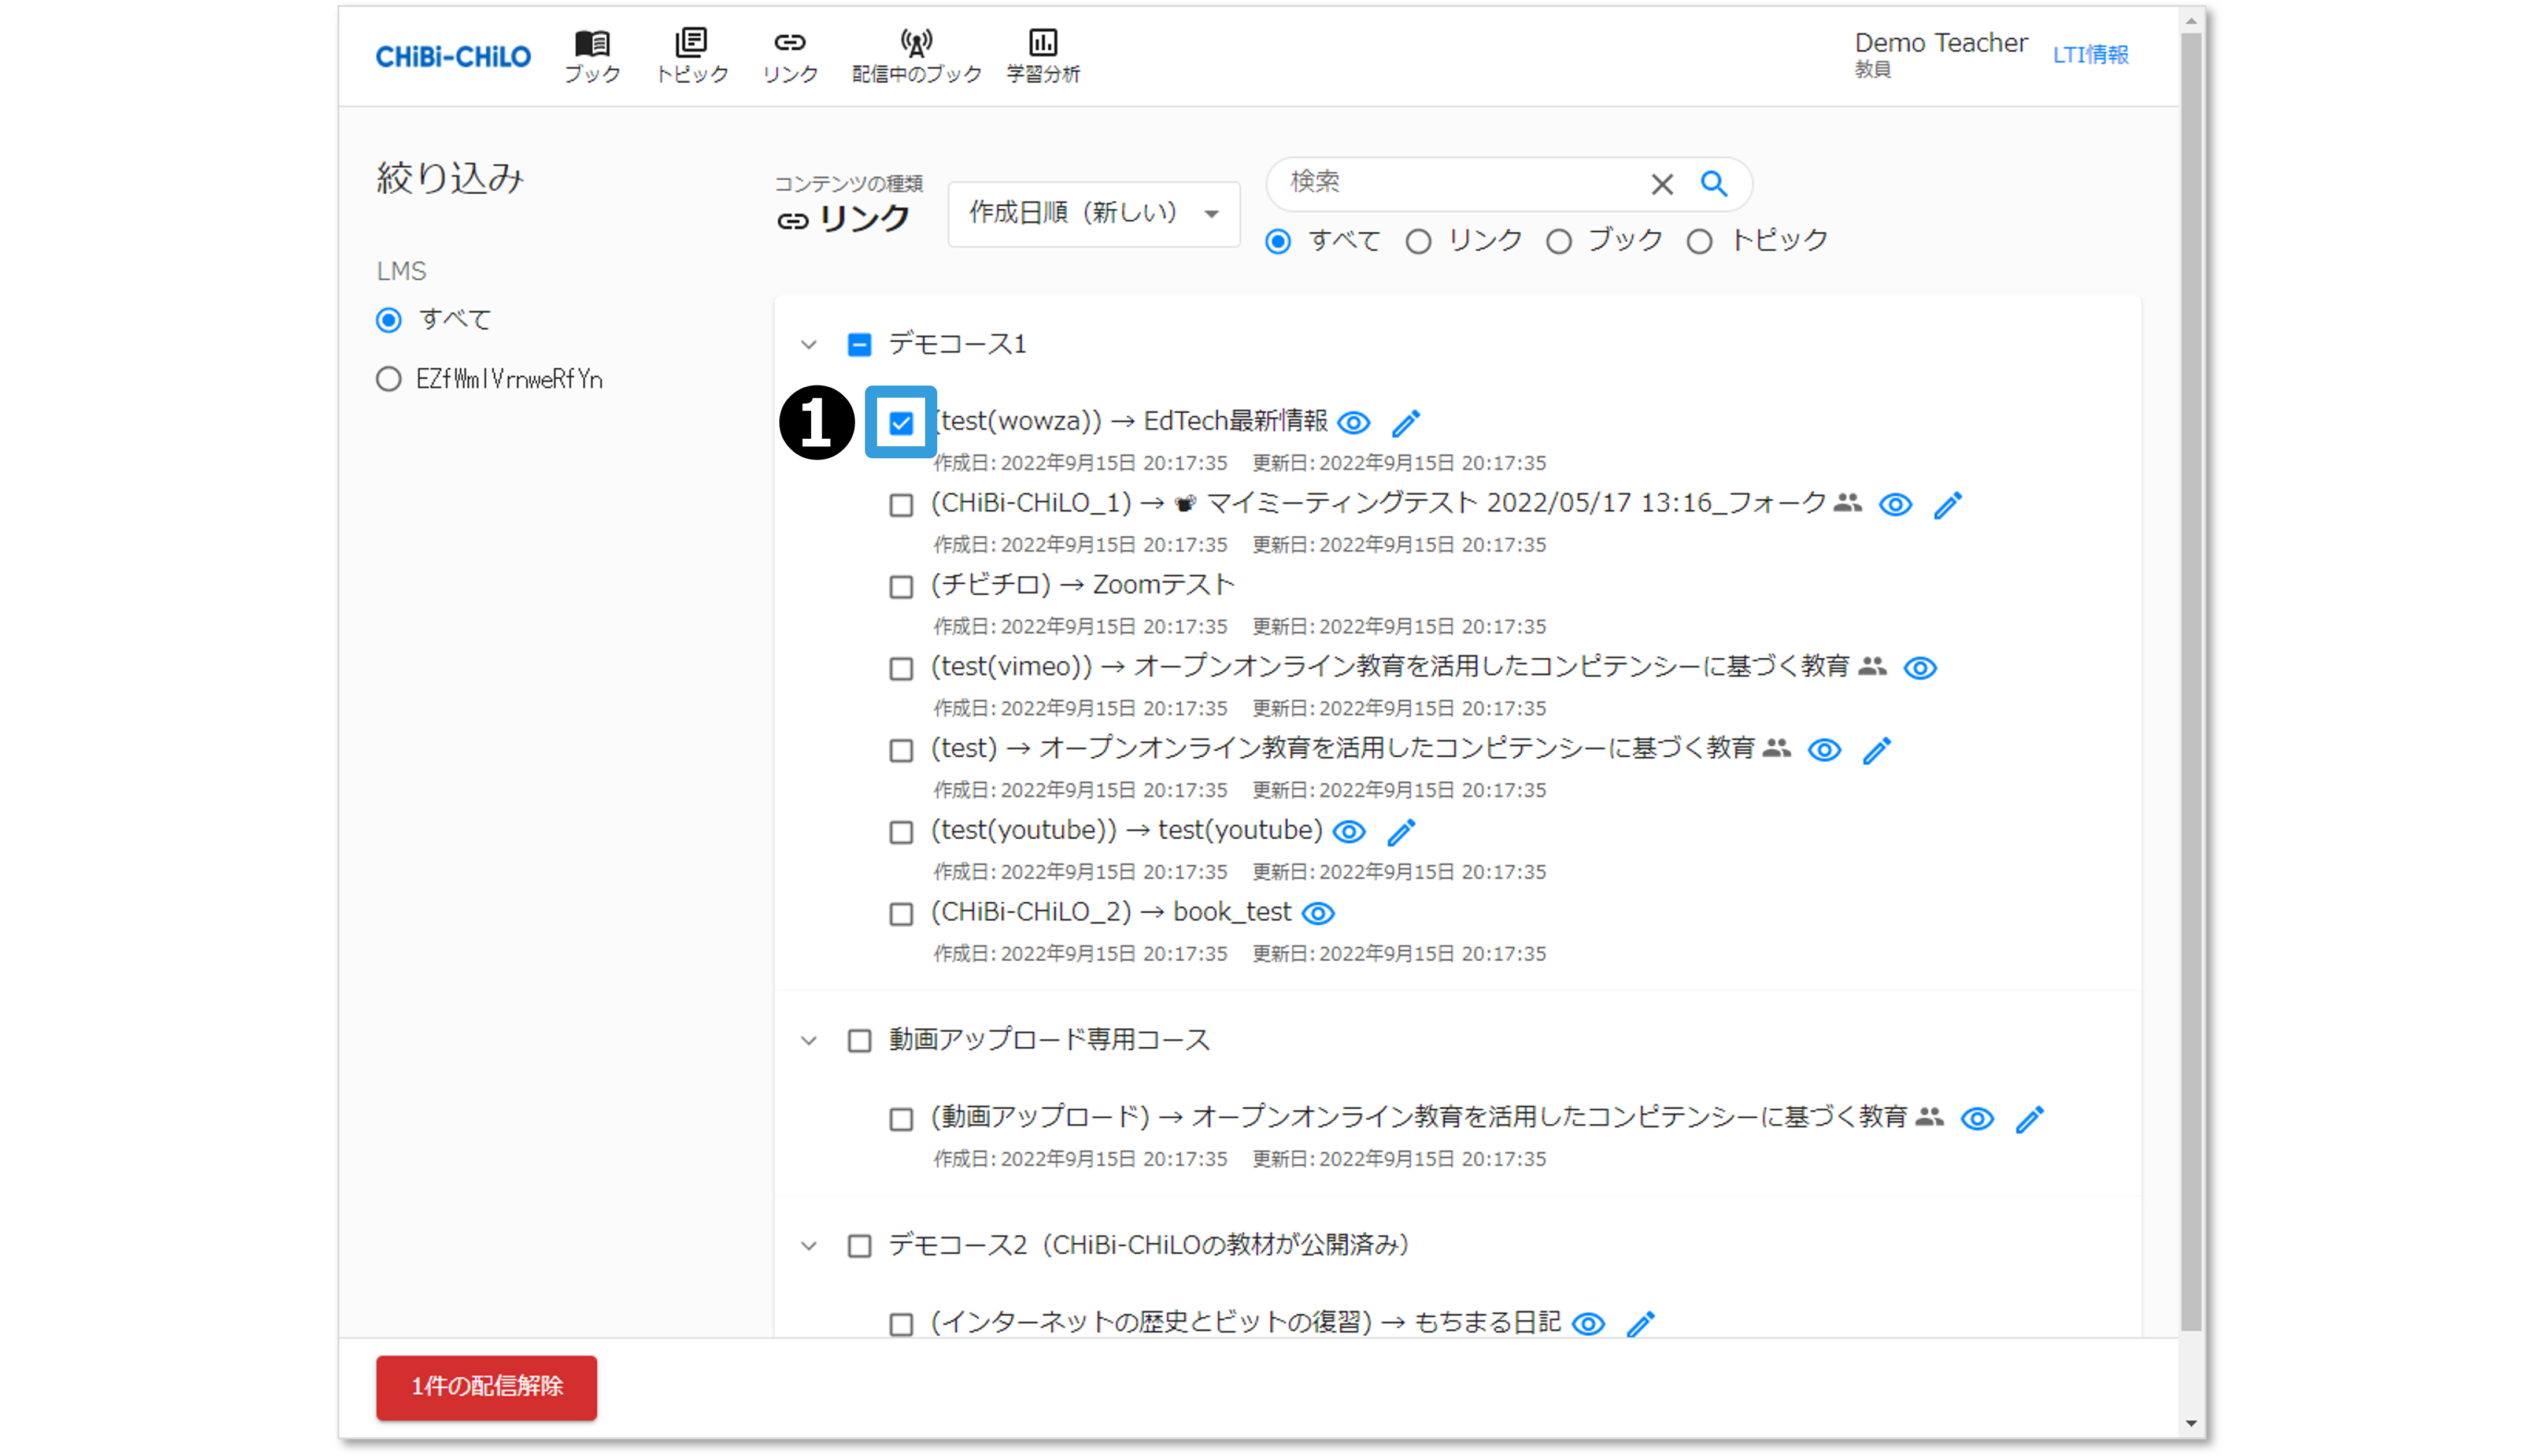 CHiBi-CHiLO
ブック
トピック
リンク
配信中のブック
学習分析
Demo Teacher
教員
LTI情報
絞り込み
LMS
すべて
EZfWmlVrnweRfYn
コンテンツの種類
リンク
作成日順（新しい）
検索
すべて リンク ブック トピック
デモコース1
1
(test(wowza)) → EdTech最新情報
作成日: 2022年9月15日 20:17:35 更新日: 2022年9月15日 20:17:35
(CHiBi-CHiLO_1) → マイミーティングテスト 2022/05/17 13:16_フォーク
作成日: 2022年9月15日 20:17:35 更新日: 2022年9月15日 20:17:35
(チビチロ) → Zoomテスト
作成日: 2022年9月15日 20:17:35 更新日: 2022年9月15日 20:17:35
(test(vimeo)) → オープンオンライン教育を活用したコンピテンシーに基づく教育
作成日: 2022年9月15日 20:17:35 更新日: 2022年9月15日 20:17:35
(test) → オープンオンライン教育を活用したコンピテンシーに基づく教育
作成日: 2022年9月15日 20:17:35 更新日: 2022年9月15日 20:17:35
(test(youtube)) → test(youtube)
作成日: 2022年9月15日 20:17:35 更新日: 2022年9月15日 20:17:35
(CHiBi-CHiLO_2) → book_test
作成日: 2022年9月15日 20:17:35 更新日: 2022年9月15日 20:17:35
動画アップロード専用コース
(動画アップロード) → オープンオンライン教育を活用したコンピテンシーに基づく教育
作成日: 2022年9月15日 20:17:35 更新日: 2022年9月15日 20:17:35
デモコース2（CHiBi-CHiLOの教材が公開済み）
(インターネットの歴史とビットの復習) → もちまる日記
1件の配信解除